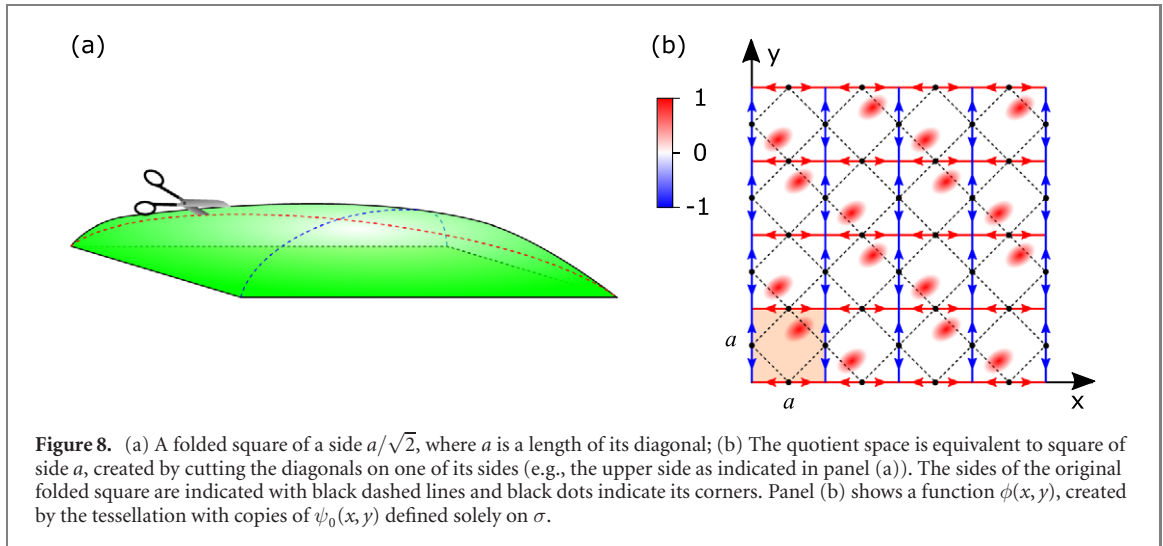 (a)
(b)
y
1
0
-1
a
a
x
Figure 8. (a) A folded square of a side a/√2, where a is a length of its diagonal; (b) The quotient space is equivalent to square of
side a, created by cutting the diagonals on one of its sides (e.g., the upper side as indicated in panel (a)). The sides of the original
folded square are indicated with black dashed lines and black dots indicate its corners. Panel (b) shows a function ϕ(x, y), created
by the tessellation with copies of ψ₀(x, y) defined solely on σ.